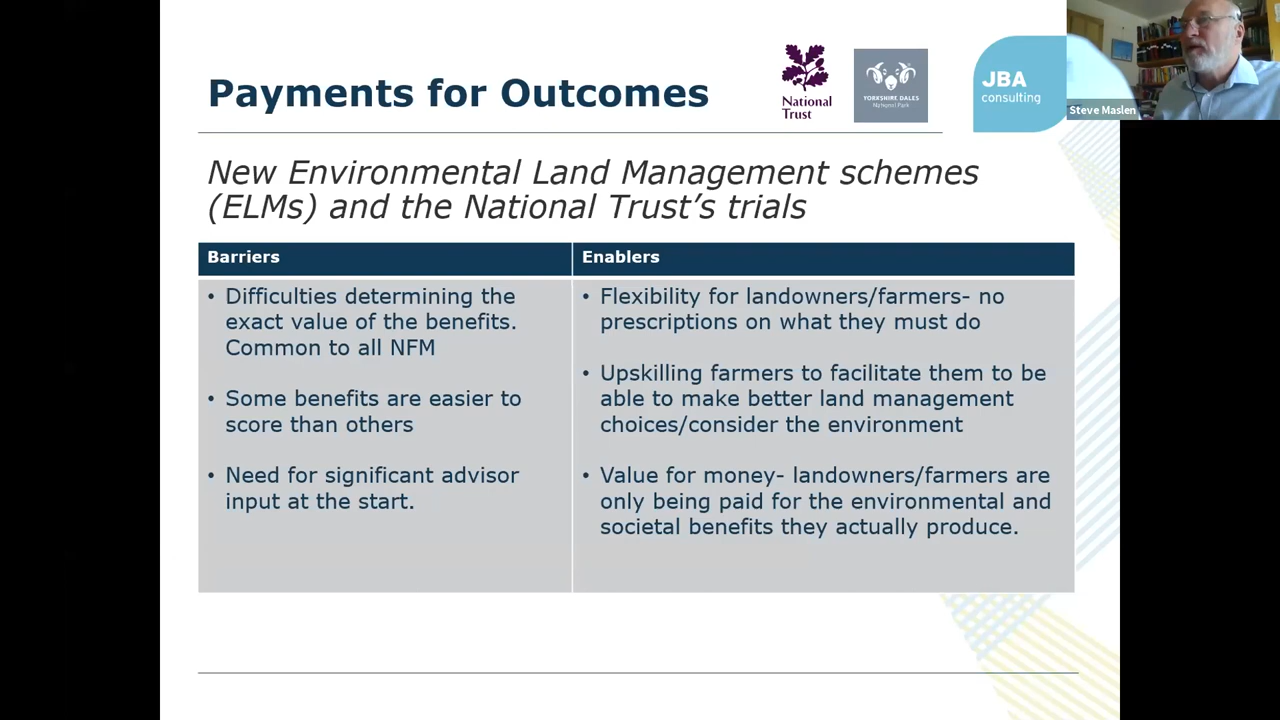 Payments for Outcomes
National
Trust
YORKSHIRE DALES
National Park
JBA
consulting
Steve Maslen
New Environmental Land Management schemes
(ELMs) and the National Trust’s trials
Barriers
• Difficulties determining the
exact value of the benefits.
Common to all NFM
• Some benefits are easier to
score than others
• Need for significant advisor
input at the start.
Enablers
• Flexibility for landowners/farmers- no
prescriptions on what they must do
• Upskilling farmers to facilitate them to be
able to make better land management
choices/consider the environment
• Value for money- landowners/farmers are
only being paid for the environmental and
societal benefits they actually produce.